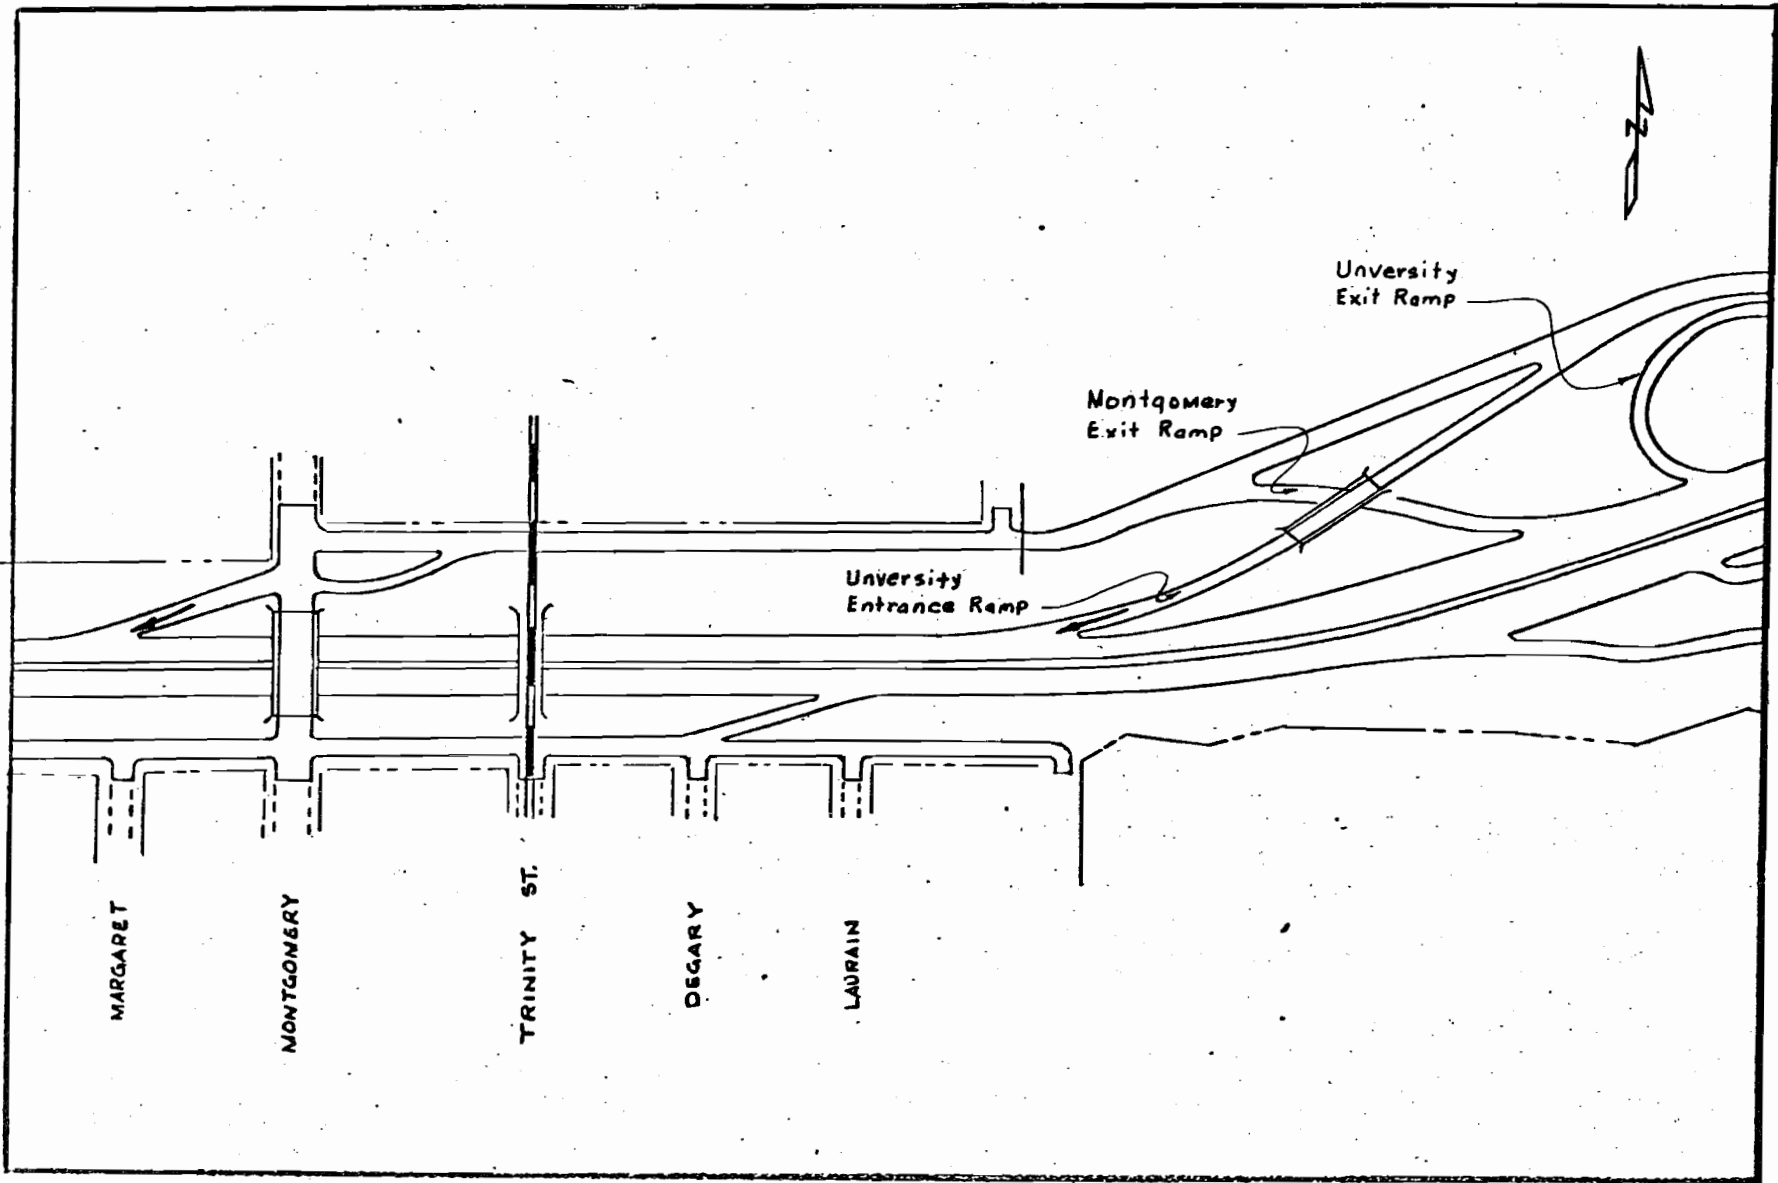 N
Unversity
Exit Ramp
Montgomery
Exit Ramp
Unversity
Entrance Ramp
MARGARET
MONTGOMERY
TRINITY ST.
DEGARY
LAURAIN